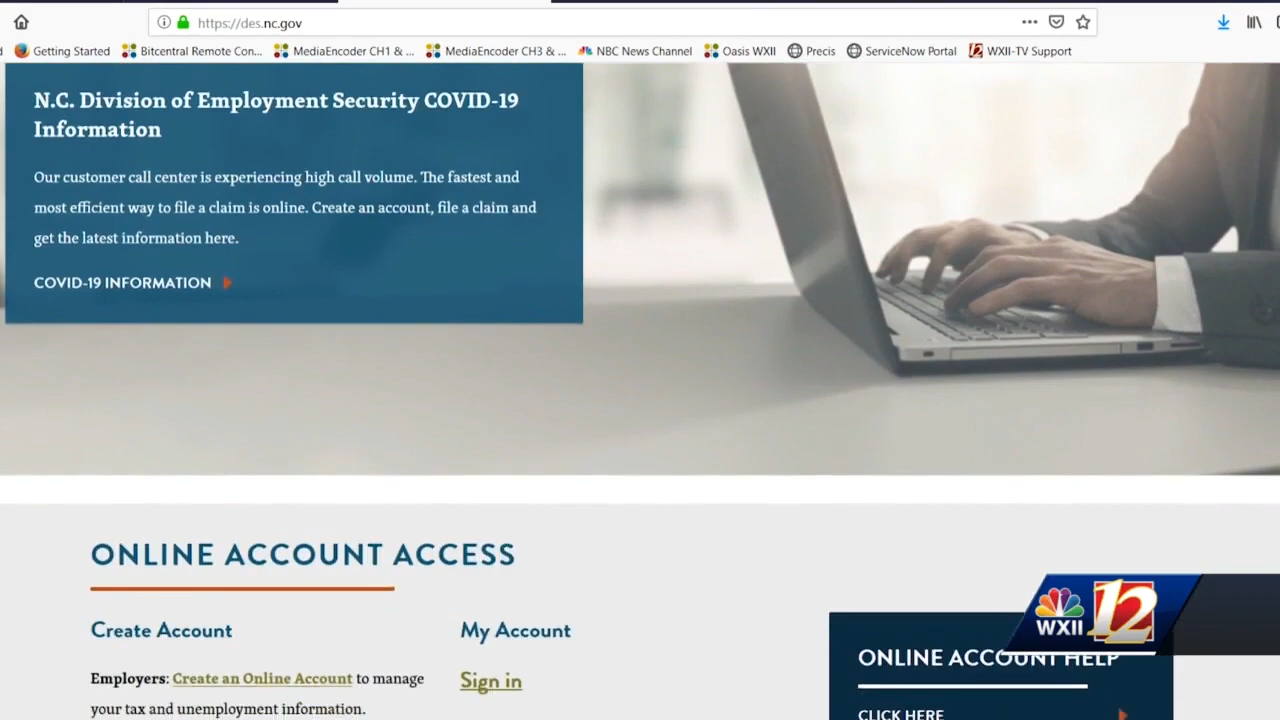 https://des.nc.gov
Getting Started Bitcentral Remote Con... MediaEncoder CH1 & ... MediaEncoder CH3 & ... NBC News Channel Oasis WXII Precis ServiceNow Portal WXII-TV Support
N.C. Division of Employment Security COVID-19
Information
Our customer call center is experiencing high call volume. The fastest and
most efficient way to file a claim is online. Create an account, file a claim and
get the latest information here.
COVID-19 INFORMATION
ONLINE ACCOUNT ACCESS
Create Account
Employers: Create an Online Account to manage
your tax and unemployment information.
My Account
Sign in
WXII 12
ONLINE ACCOUNT HELP
CLICK HERE